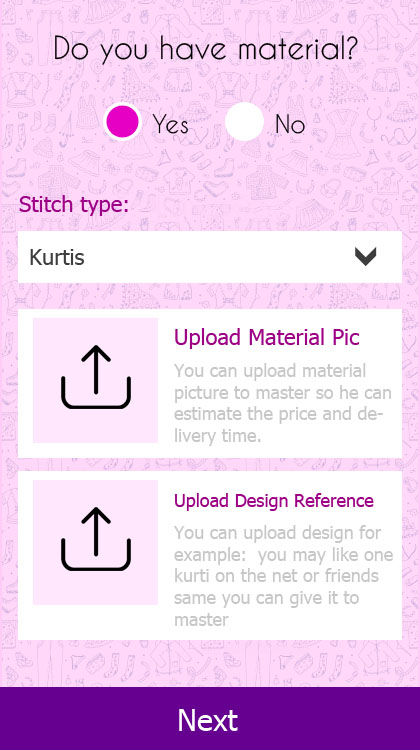 Do you have material?
Yes
No
Stitch type:
Kurtis
Upload Material Pic
You can upload material
picture to master so he can
estimate the price and de-
livery time.
Upload Design Reference
You can upload design for
example:  you may like one
kurti on the net or friends
same you can give it to
master
Next